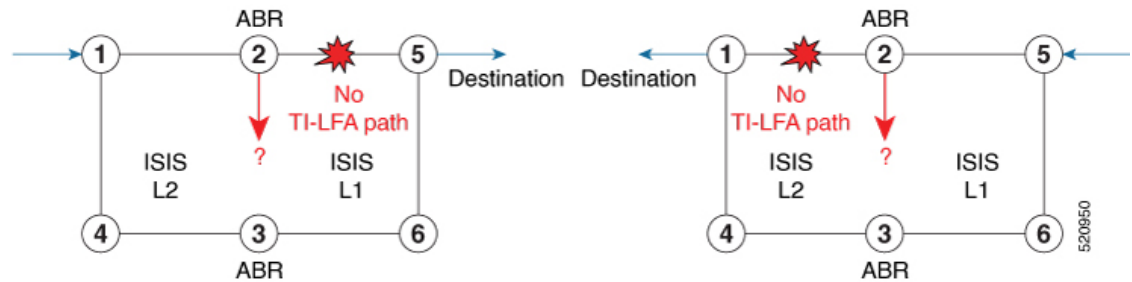 ABR
1
2
5
Destination
No
TI-LFA path
?
ISIS
L2
ISIS
L1
4
3
6
ABR
ABR
1
2
5
Destination
No
TI-LFA path
?
ISIS
L2
ISIS
L1
4
3
6
ABR
520950